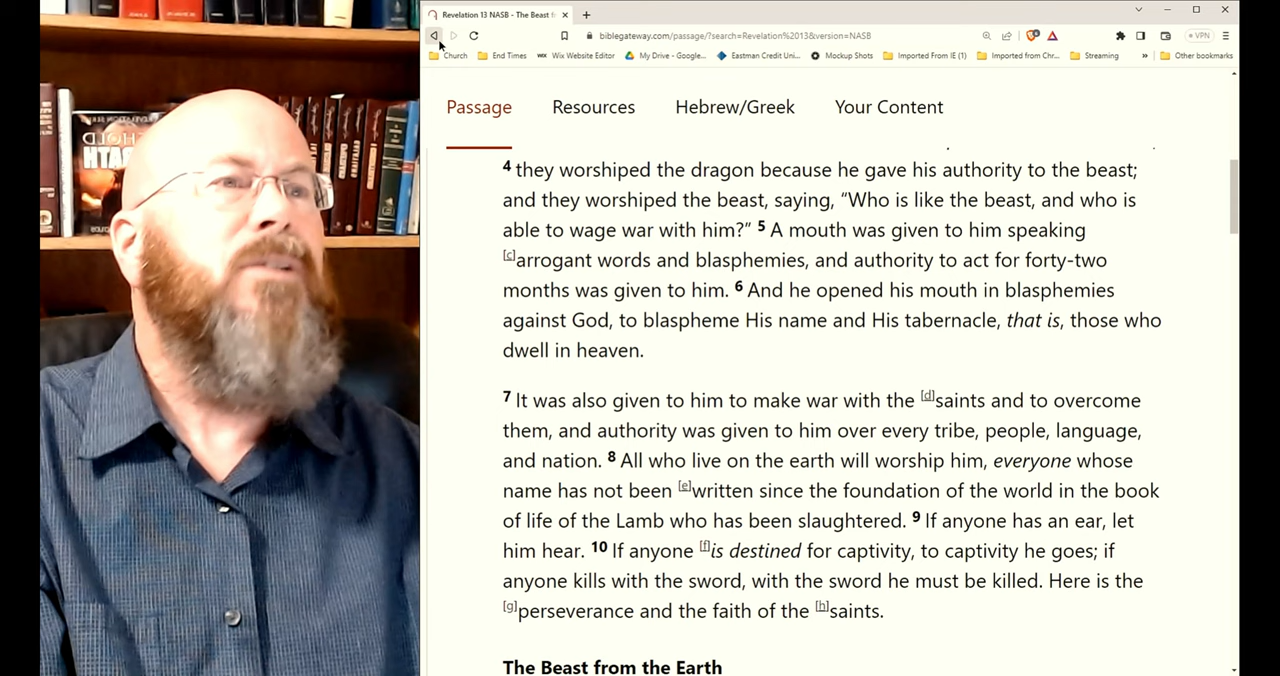 Revelation 13 NASB - The Beast f
biblegateway.com/passage/?search=Revelation%2013&version=NASB
VPN
Church End Times Wix Website Editor My Drive - Google... Eastman Credit Uni... Mockup Shots Imported From IE (1) Imported from Chr... Streaming » Other bookmarks
Passage Resources Hebrew/Greek Your Content
4 they worshiped the dragon because he gave his authority to the beast;
and they worshiped the beast, saying, “Who is like the beast, and who is
able to wage war with him?” 5 A mouth was given to him speaking
[c]arrogant words and blasphemies, and authority to act for forty-two
months was given to him. 6 And he opened his mouth in blasphemies
against God, to blaspheme His name and His tabernacle, that is, those who
dwell in heaven.
7 It was also given to him to make war with the [d]saints and to overcome
them, and authority was given to him over every tribe, people, language,
and nation. 8 All who live on the earth will worship him, everyone whose
name has not been [e]written since the foundation of the world in the book
of life of the Lamb who has been slaughtered. 9 If anyone has an ear, let
him hear. 10 If anyone [f]is destined for captivity, to captivity he goes; if
anyone kills with the sword, with the sword he must be killed. Here is the
[g]perseverance and the faith of the [h]saints.
The Beast from the Earth